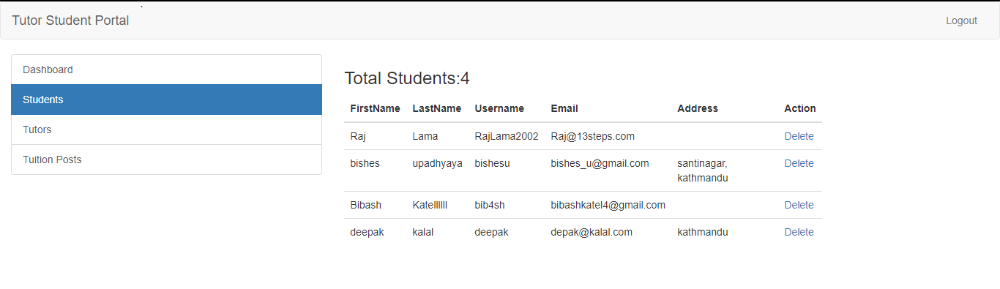 Tutor Student Portal `
Logout
Dashboard
Students
Tutors
Tuition Posts
Total Students:4
FirstName LastName Username Email Address Action
Raj Lama RajLama2002 Raj@13steps.com Delete
bishes upadhyaya bishesu bishes_u@gmail.com santinagar, Delete
kathmandu
Bibash Katellllll bib4sh bibashkatel4@gmail.com Delete
deepak kalal deepak depak@kalal.com kathmandu Delete